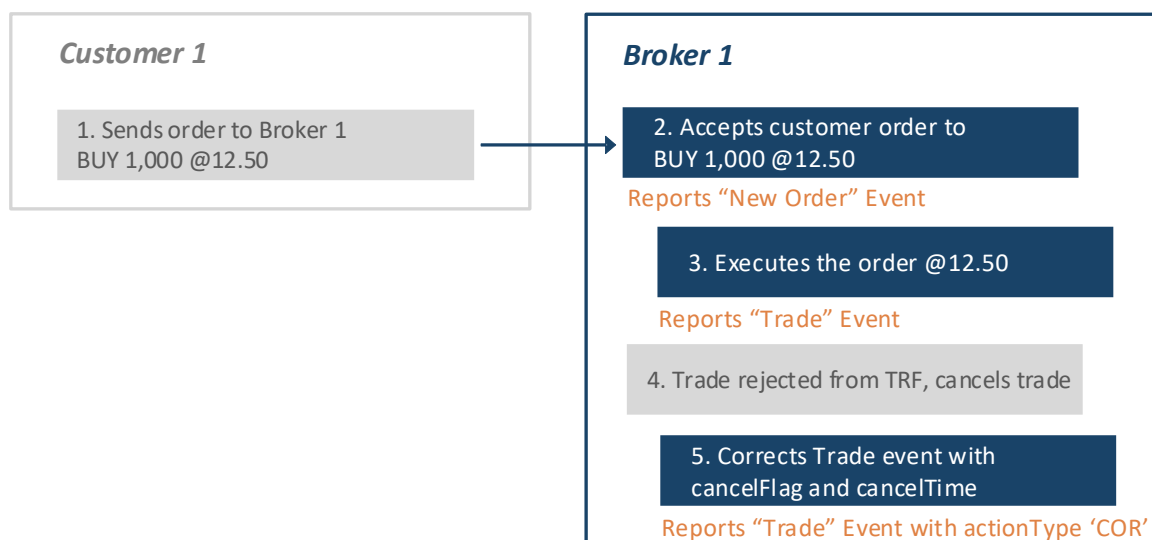 Customer 1
1. Sends order to Broker 1
BUY 1,000 @12.50
Broker 1
2. Accepts customer order to
BUY 1,000 @12.50
Reports “New Order” Event
3. Executes the order @12.50
Reports “Trade” Event
4. Trade rejected from TRF, cancels trade
5. Corrects Trade event with
cancelFlag and cancelTime
Reports “Trade” Event with actionType ‘COR’